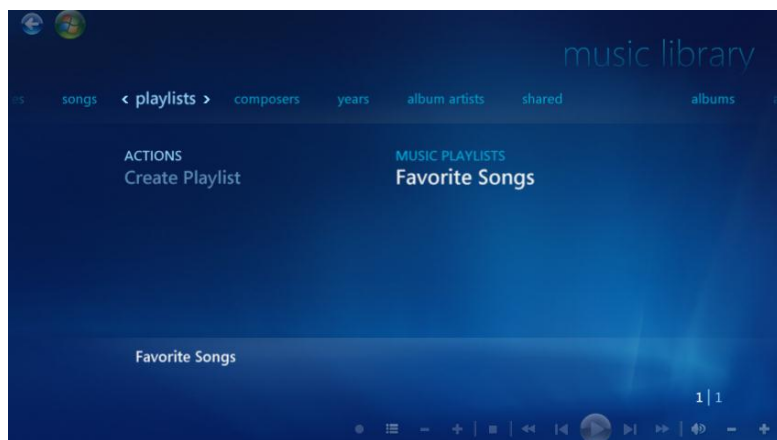 music library
songs < playlists > composers years album artists shared albums
ACTIONS
Create Playlist
MUSIC PLAYLISTS
Favorite Songs
Favorite Songs
1 | 1